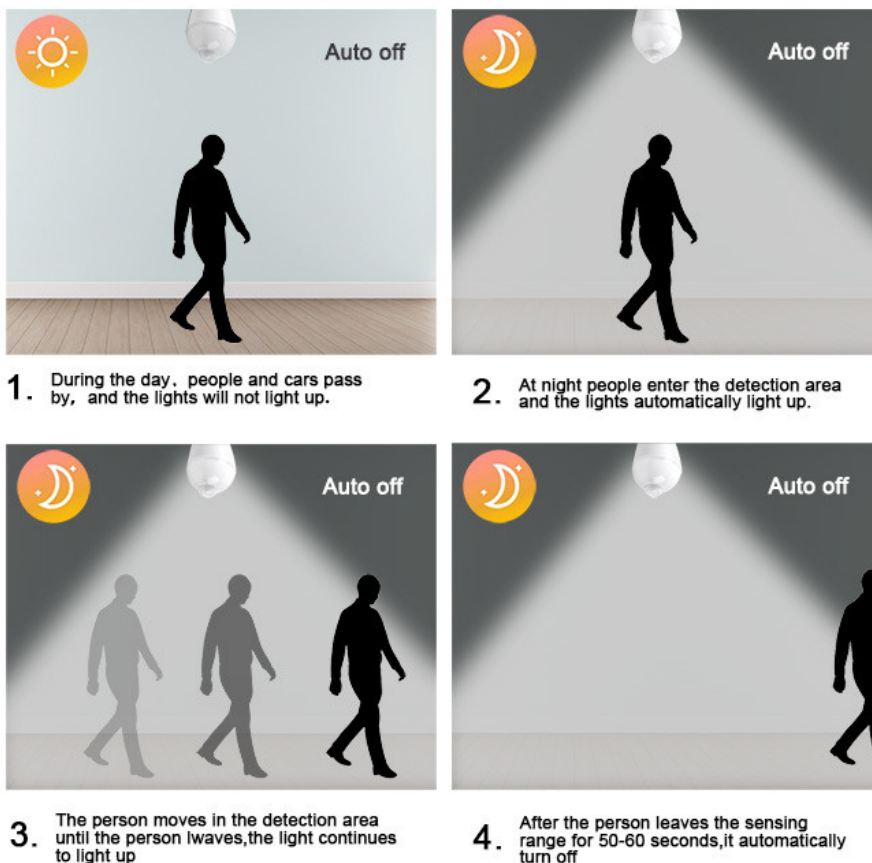 Auto off
Auto off
1. During the day, people and cars pass
by, and the lights will not light up.
2. At night people enter the detection area
and the lights automatically light up.
Auto off
Auto off
3. The person moves in the detection area
until the person lwaves,the light continues
to light up
4. After the person leaves the sensing
range for 50-60 seconds,it automatically
turn off